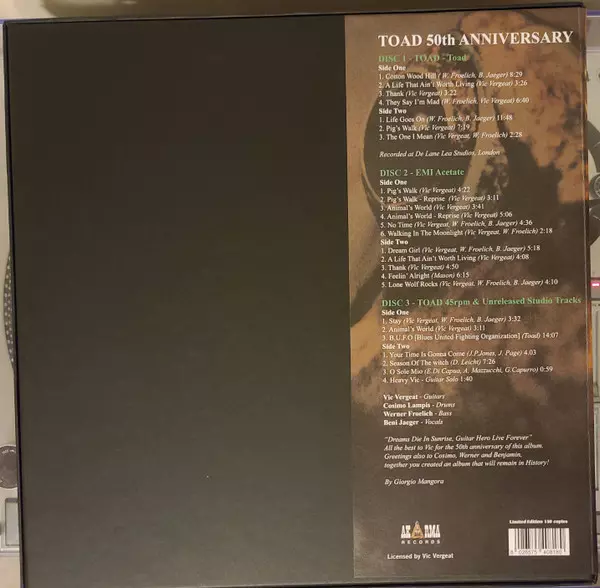 TOAD 50th ANNIVERSARY
DISC 1 - TOAD - Toad
Side One
1. Cotton Wood Hill (W. Froelich, B. Jaeger) 8:29
2. A Life That Ain't Worth Living (Vic Vergeat) 3:26
3. Thank (Vic Vergeat) 3:22
4. They Say I'm Mad (W. Froelich, Vic Vergeat) 6:40
Side Two
1. Life Goes On (W. Froelich, B. Jaeger) 11:48
2. Pig's Walk (Vic Vergeat) 7:19
3. The One I Mean (Vic Vergeat, W. Froelich) 2:28
Recorded at De Lane Lea Studios, London
DISC 2 - EMI Acetate
Side One
1. Pig's Walk (Vic Vergeat) 4:22
2. Pig's Walk - Reprise (Vic Vergeat) 3:11
3. Animal's World (Vic Vergeat) 3:41
4. Animal's World - Reprise (Vic Vergeat) 5:06
5. No Time (Vic Vergeat, W. Froelich, B. Jaeger) 4:36
6. Walking In The Moonlight (Vic Vergeat, W. Froelich) 2:18
Side Two
1. Dream Girl (Vic Vergeat, W. Froelich, B. Jaeger) 5:18
2. A Life That Ain't Worth Living (Vic Vergeat) 4:08
3. Thank (Vic Vergeat) 4:50
4. Feelin' Alright (Mason) 6:15
5. Lone Wolf Rocks (Vic Vergeat, W. Froelich, B. Jaeger) 4:10
DISC 3 - TOAD 45rpm & Unreleased Studio Tracks
Side One
1. Stay (Vic Vergeat, W. Froelich, B. Jaeger) 3:32
2. Animal's World (Vic Vergeat) 3:11
3. B.U.F.O [Blues United Fighting Organization] (Toad) 14:07
Side Two
1. Your Time Is Gonna Come (J.P.Jones, J. Page) 4.03
2. Season Of The witch (D. Leicht) 7:26
3. O Sole Mio (E.Di Capua, A. Mazzucchi, G.Capurro) 0:59
4. Heavy Vic - Guitar Solo 1:40
Vic Vergeat - Guitars
Cosimo Lampis - Drums
Werner Froelich - Bass
Beni Jaeger - Vocals
"Dreams Die In Sunrise, Guitar Hero Live Forever"
All the best to Vic for the 50th anniversary of this album.
Greetings also to Cosimo, Werner and Benjamin,
together you created an album that will remain in History!
By Giorgio Mangora
AKARMA
RECORDS
Licensed by Vic Vergeat
Limited Edition 150 copies